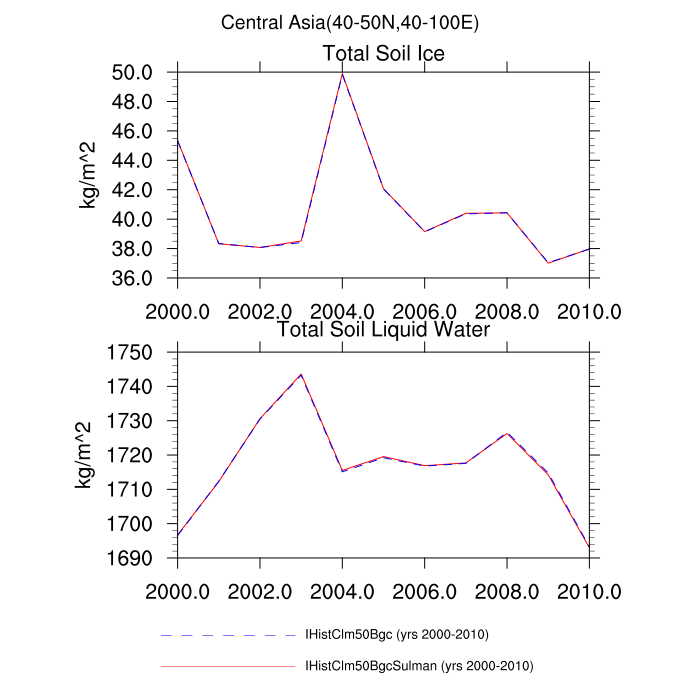 Central Asia(40-50N,40-100E)
Total Soil Ice
50.0
48.0
46.0
44.0
42.0
40.0
38.0
36.0
kg/m^2
2000.0 2002.0 2004.0 2006.0 2008.0 2010.0
Total Soil Liquid Water
1750
1740
1730
1720
1710
1700
1690
kg/m^2
2000.0 2002.0 2004.0 2006.0 2008.0 2010.0
IHistClm50Bgc (yrs 2000-2010)
IHistClm50BgcSulman (yrs 2000-2010)